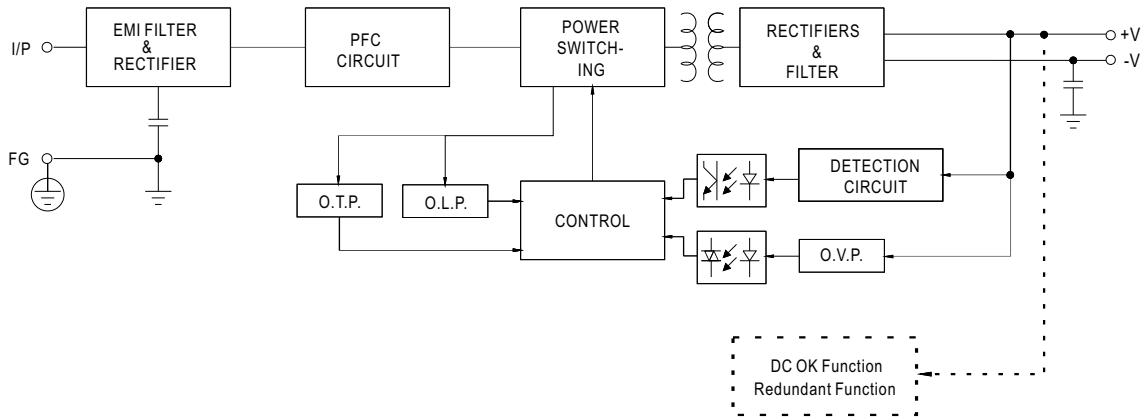 I/P
EMI FILTER
&
RECTIFIER
PFC
CIRCUIT
POWER
SWITCH-
ING
RECTIFIERS
&
FILTER
+V
-V
FG
O.T.P.
O.L.P.
CONTROL
DETECTION
CIRCUIT
O.V.P.
DC OK Function
Redundant Function